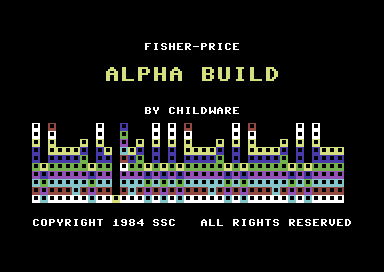 FISHER-PRICE
ALPHA BUILD
BY CHILDWARE
COPYRIGHT 1984 SSC ALL RIGHTS RESERVED